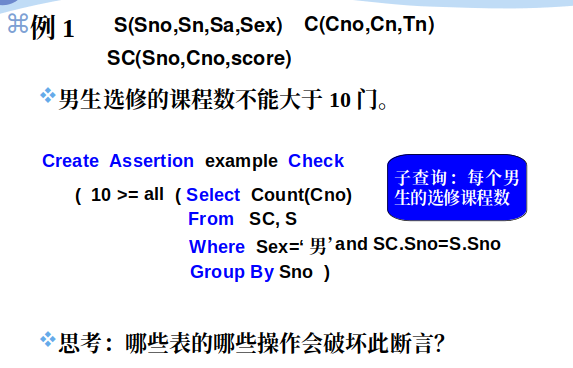 例 1 S(Sno,Sn,Sa,Sex) C(Cno,Cn,Tn)
SC(Sno,Cno,score)
男生选修的课程数不能大于 10 门。
Create Assertion example Check
( 10 >= all ( Select Count(Cno)
From SC, S
Where Sex=‘ 男’ and SC.Sno=S.Sno
Group By Sno )
子查询：每个男
生的选修课程数
思考：哪些表的哪些操作会破坏此断言？